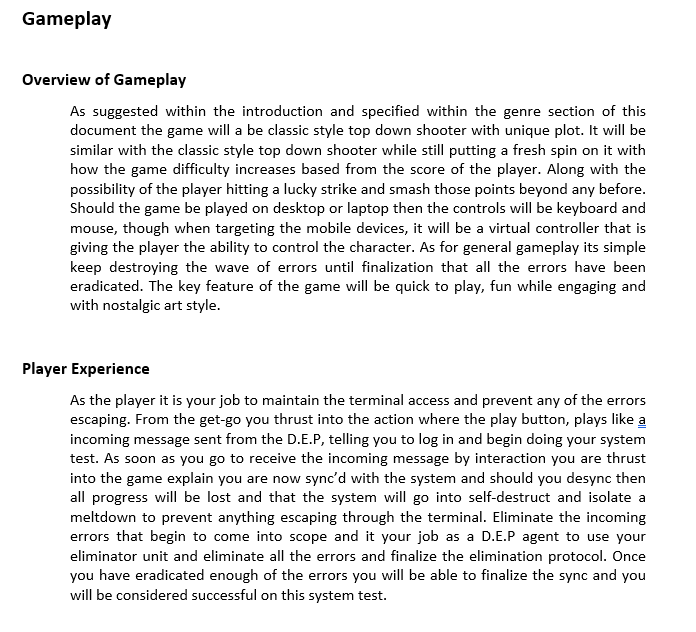 Gameplay
Overview of Gameplay
As suggested within the introduction and specified within the genre section of this
document the game will a be classic style top down shooter with unique plot. It will be
similar with the classic style top down shooter while still putting a fresh spin on it with
how the game difficulty increases based from the score of the player. Along with the
possibility of the player hitting a lucky strike and smash those points beyond any before.
Should the game be played on desktop or laptop then the controls will be keyboard and
mouse, though when targeting the mobile devices, it will be a virtual controller that is
giving the player the ability to control the character. As for general gameplay its simple
keep destroying the wave of errors until finalization that all the errors have been
eradicated. The key feature of the game will be quick to play, fun while engaging and
with nostalgic art style.
Player Experience
As the player it is your job to maintain the terminal access and prevent any of the errors
escaping. From the get-go you thrust into the action where the play button, plays like a
incoming message sent from the D.E.P, telling you to log in and begin doing your system
test. As soon as you go to receive the incoming message by interaction you are thrust
into the game explain you are now sync'd with the system and should you desync then
all progress will be lost and that the system will go into self-destruct and isolate a
meltdown to prevent anything escaping through the terminal. Eliminate the incoming
errors that begin to come into scope and it your job as a D.E.P agent to use your
eliminator unit and eliminate all the errors and finalize the elimination protocol. Once
you have eradicated enough of the errors you will be able to finalize the sync and you
will be considered successful on this system test.